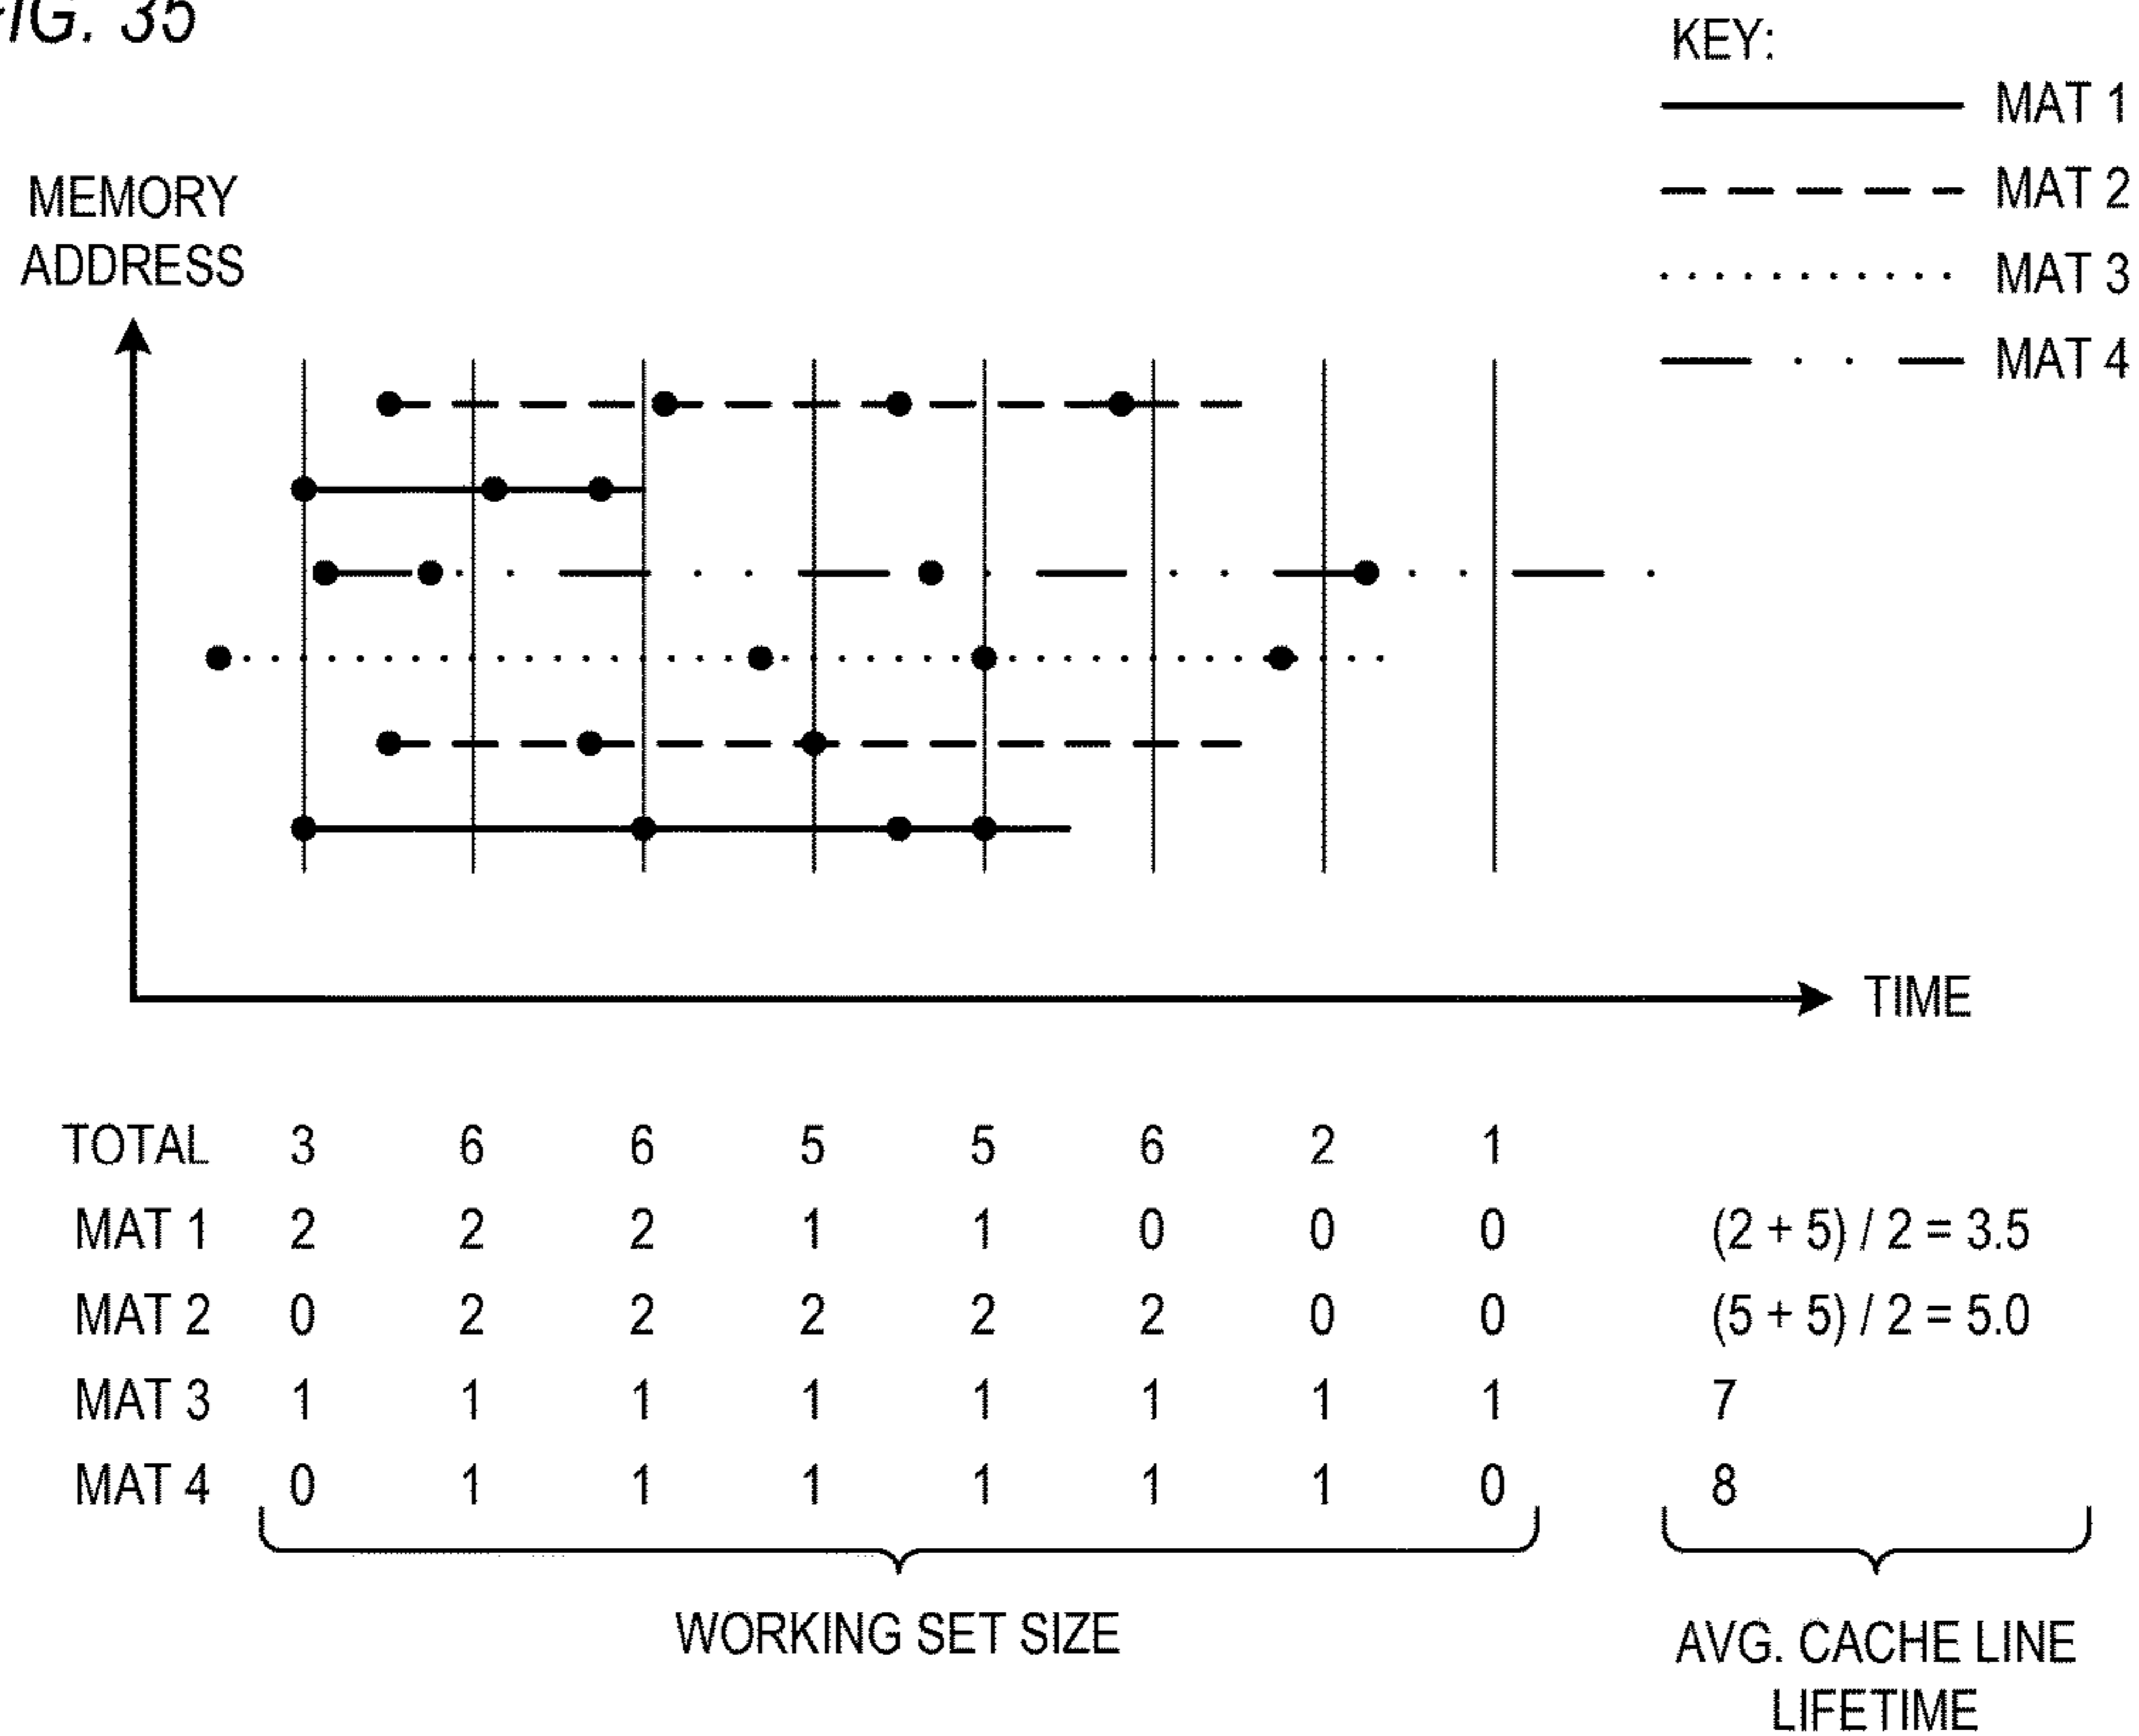 FIG. 35
KEY:
MAT 1
MAT 2
MAT 3
MAT 4
MEMORY
ADDRESS
TIME
TOTAL 3 6 6 5 5 6 2 1
MAT 1 2 2 2 1 1 0 0 0 (2 + 5) / 2 = 3.5
MAT 2 0 2 2 2 2 2 0 0 (5 + 5) / 2 = 5.0
MAT 3 1 1 1 1 1 1 1 1 7
MAT 4 0 1 1 1 1 1 1 0 8
WORKING SET SIZE
AVG. CACHE LINE
LIFETIME